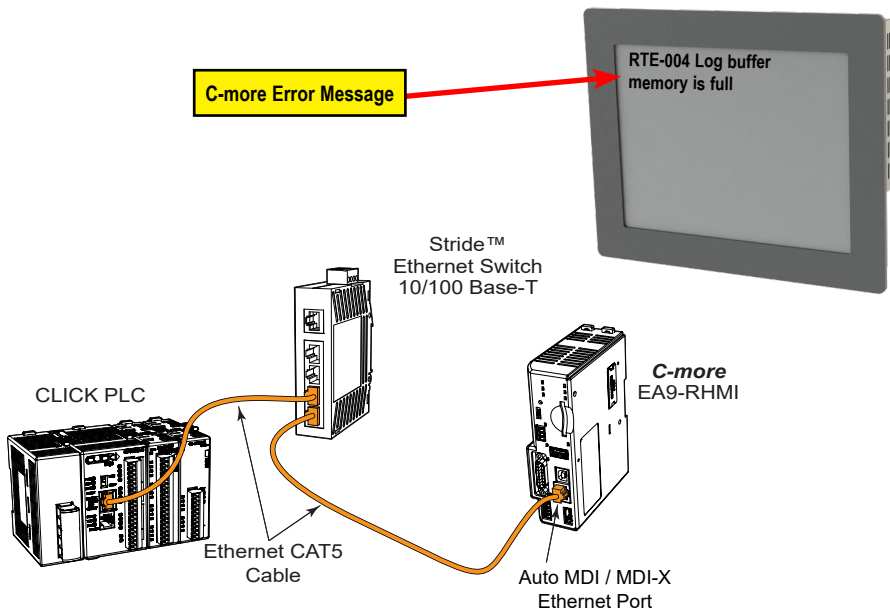 RTE-004 Log buffer
memory is full
C-more Error Message
Stride™
Ethernet Switch
10/100 Base-T
C-more
EA9-RHMI
CLICK PLC
Ethernet CAT5
Cable
Auto MDI / MDI-X
Ethernet Port